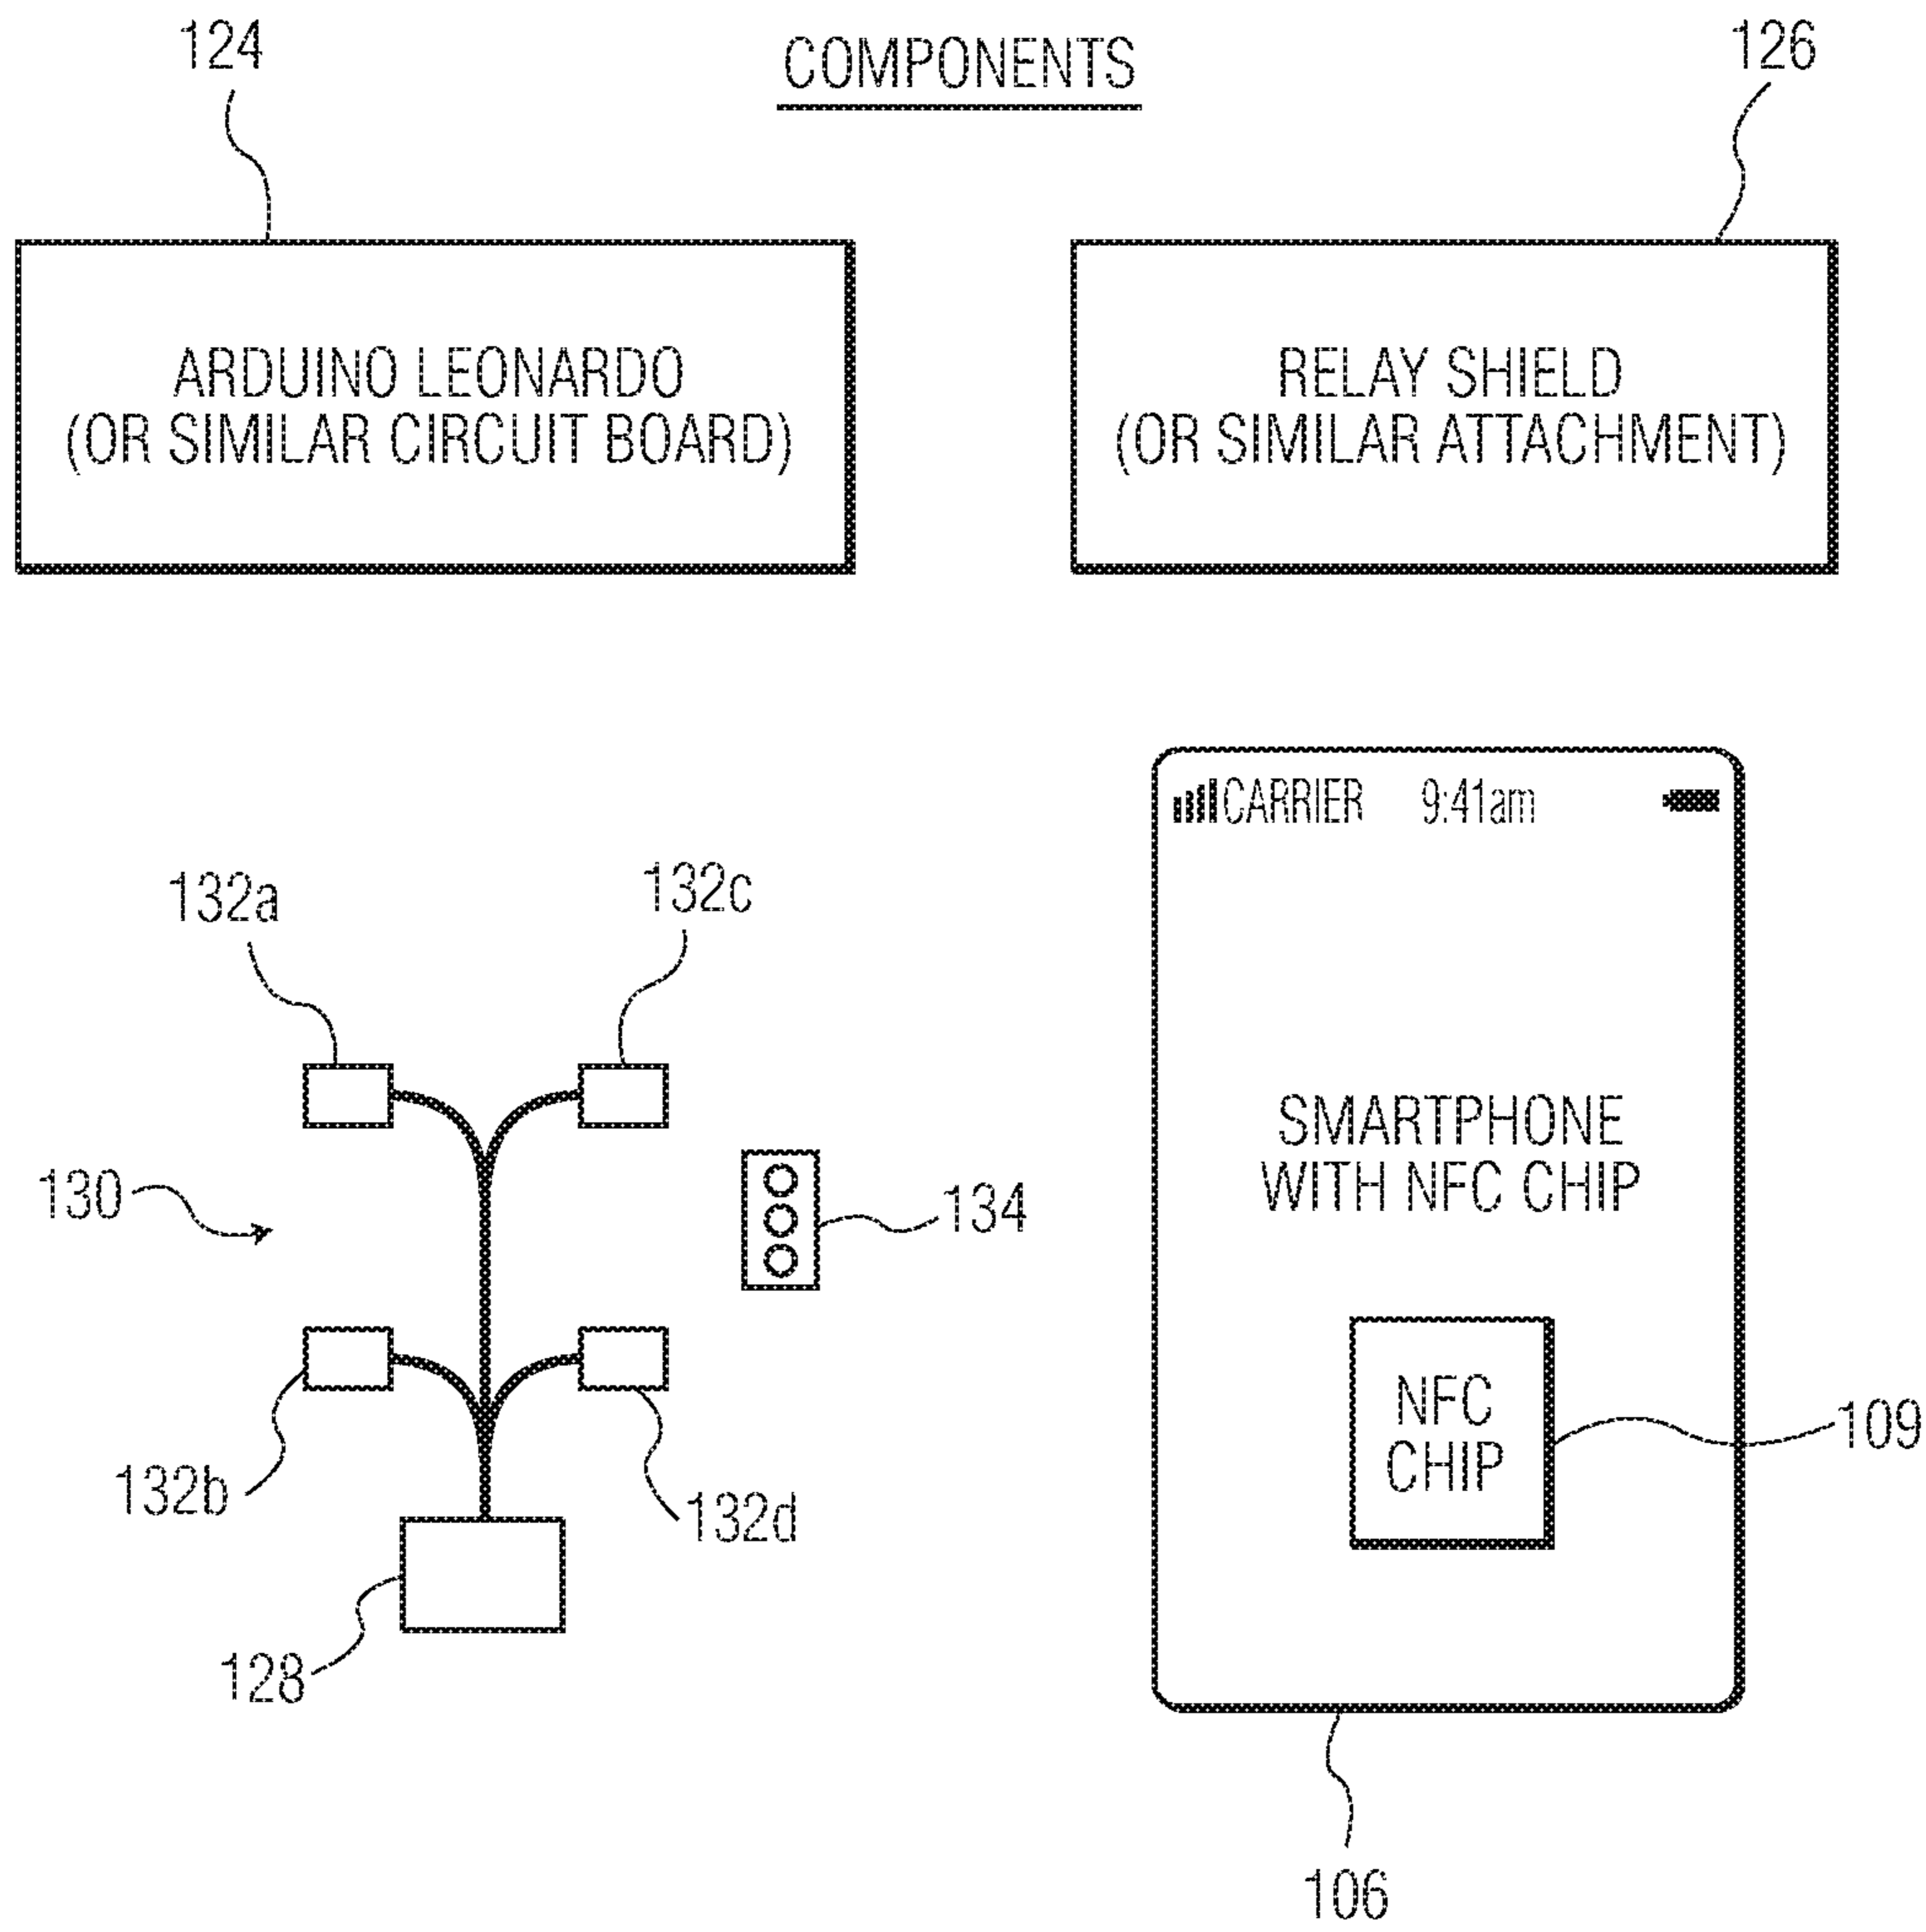 124
COMPONENTS
126
ARDUINO LEONARDO
(OR SIMILAR CIRCUIT BOARD)
RELAY SHIELD
(OR SIMILAR ATTACHMENT)
CARRIER 9:41am
132a
132c
SMARTPHONE
WITH NFC CHIP
130
134
NFC
CHIP
109
132b
132d
128
106